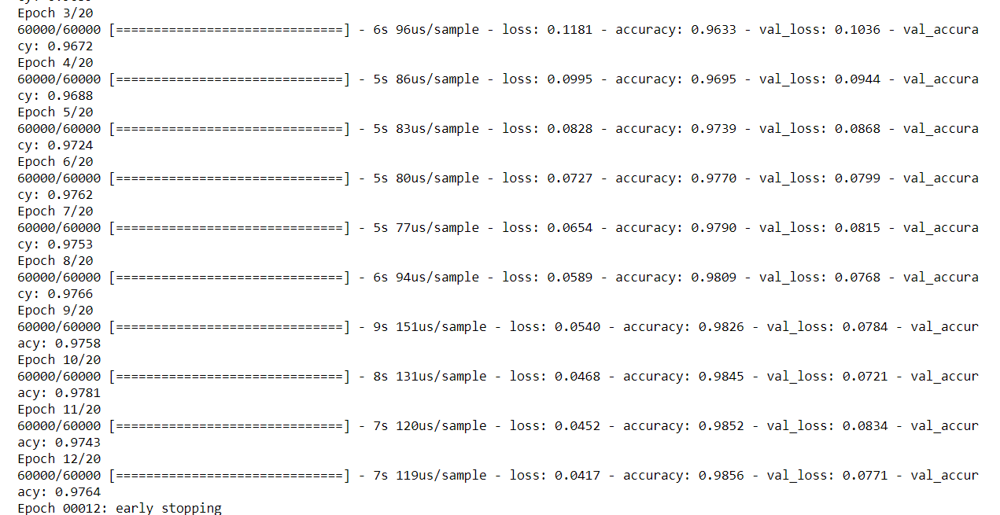 Epoch 3/20
60000/60000 [==============================] - 6s 96us/sample - loss: 0.1181 - accuracy: 0.9633 - val_loss: 0.1036 - val_accura
cy: 0.9672
Epoch 4/20
60000/60000 [==============================] - 5s 86us/sample - loss: 0.0995 - accuracy: 0.9695 - val_loss: 0.0944 - val_accura
cy: 0.9688
Epoch 5/20
60000/60000 [==============================] - 5s 83us/sample - loss: 0.0828 - accuracy: 0.9739 - val_loss: 0.0868 - val_accura
cy: 0.9724
Epoch 6/20
60000/60000 [==============================] - 5s 80us/sample - loss: 0.0727 - accuracy: 0.9770 - val_loss: 0.0799 - val_accura
cy: 0.9762
Epoch 7/20
60000/60000 [==============================] - 5s 77us/sample - loss: 0.0654 - accuracy: 0.9790 - val_loss: 0.0815 - val_accura
cy: 0.9753
Epoch 8/20
60000/60000 [==============================] - 6s 94us/sample - loss: 0.0589 - accuracy: 0.9809 - val_loss: 0.0768 - val_accura
cy: 0.9766
Epoch 9/20
60000/60000 [==============================] - 9s 151us/sample - loss: 0.0540 - accuracy: 0.9826 - val_loss: 0.0784 - val_accur
acy: 0.9758
Epoch 10/20
60000/60000 [==============================] - 8s 131us/sample - loss: 0.0468 - accuracy: 0.9845 - val_loss: 0.0721 - val_accur
acy: 0.9781
Epoch 11/20
60000/60000 [==============================] - 7s 120us/sample - loss: 0.0452 - accuracy: 0.9852 - val_loss: 0.0834 - val_accur
acy: 0.9743
Epoch 12/20
60000/60000 [==============================] - 7s 119us/sample - loss: 0.0417 - accuracy: 0.9856 - val_loss: 0.0771 - val_accur
acy: 0.9764
Epoch 00012: early stopping